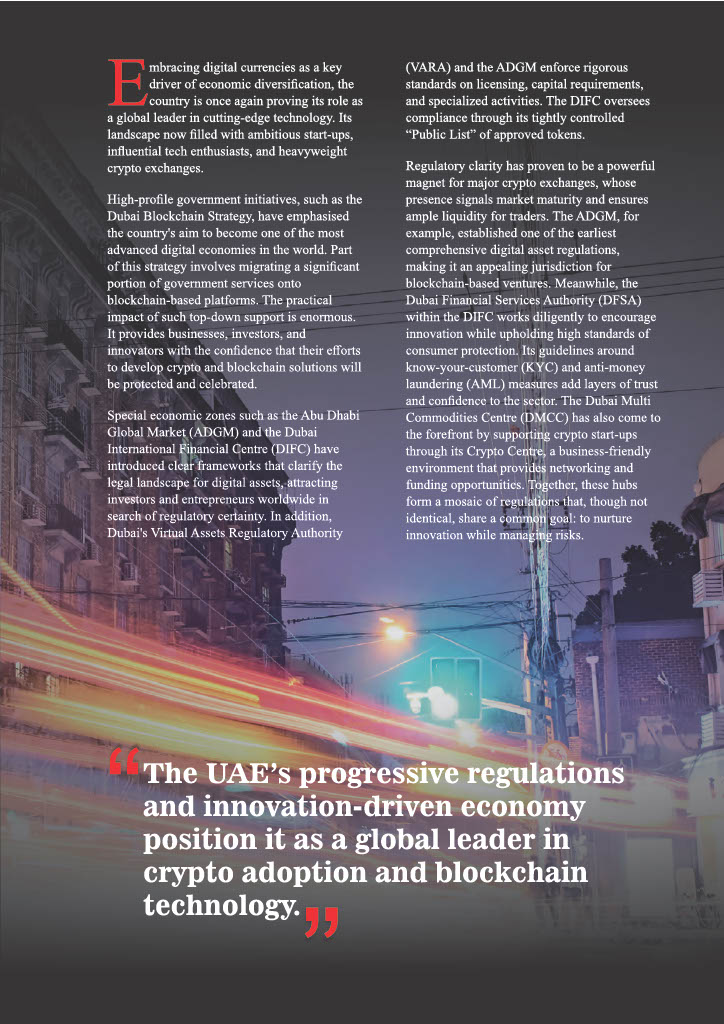 Embracing digital currencies as a key
driver of economic diversification, the
country is once again proving its role as
a global leader in cutting-edge technology. Its
landscape now filled with ambitious start-ups,
influential tech enthusiasts, and heavyweight
crypto exchanges.
High-profile government initiatives, such as the
Dubai Blockchain Strategy, have emphasised
the country's aim to become one of the most
advanced digital economies in the world. Part
of this strategy involves migrating a significant
portion of government services onto
blockchain-based platforms. The practical
impact of such top-down support is enormous.
It provides businesses, investors, and
innovators with the confidence that their efforts
to develop crypto and blockchain solutions will
be protected and celebrated.
Special economic zones such as the Abu Dhabi
Global Market (ADGM) and the Dubai
International Financial Centre (DIFC) have
introduced clear frameworks that clarify the
legal landscape for digital assets, attracting
investors and entrepreneurs worldwide in
search of regulatory certainty. In addition,
Dubai's Virtual Assets Regulatory Authority
(VARA) and the ADGM enforce rigorous
standards on licensing, capital requirements,
and specialized activities. The DIFC oversees
compliance through its tightly controlled
“Public List” of approved tokens.
Regulatory clarity has proven to be a powerful
magnet for major crypto exchanges, whose
presence signals market maturity and ensures
ample liquidity for traders. The ADGM, for
example, established one of the earliest
comprehensive digital asset regulations,
making it an appealing jurisdiction for
blockchain-based ventures. Meanwhile, the
Dubai Financial Services Authority (DFSA)
within the DIFC works diligently to encourage
innovation while upholding high standards of
consumer protection. Its guidelines around
know-your-customer (KYC) and anti-money
laundering (AML) measures add layers of trust
and confidence to the sector. The Dubai Multi
Commodities Centre (DMCC) has also come to
the forefront by supporting crypto start-ups
through its Crypto Centre, a business-friendly
environment that provides networking and
funding opportunities. Together, these hubs
form a mosaic of regulations that, though not
identical, share a common goal: to nurture
innovation while managing risks.
“The UAE’s progressive regulations
and innovation-driven economy
position it as a global leader in
crypto adoption and blockchain
technology.”